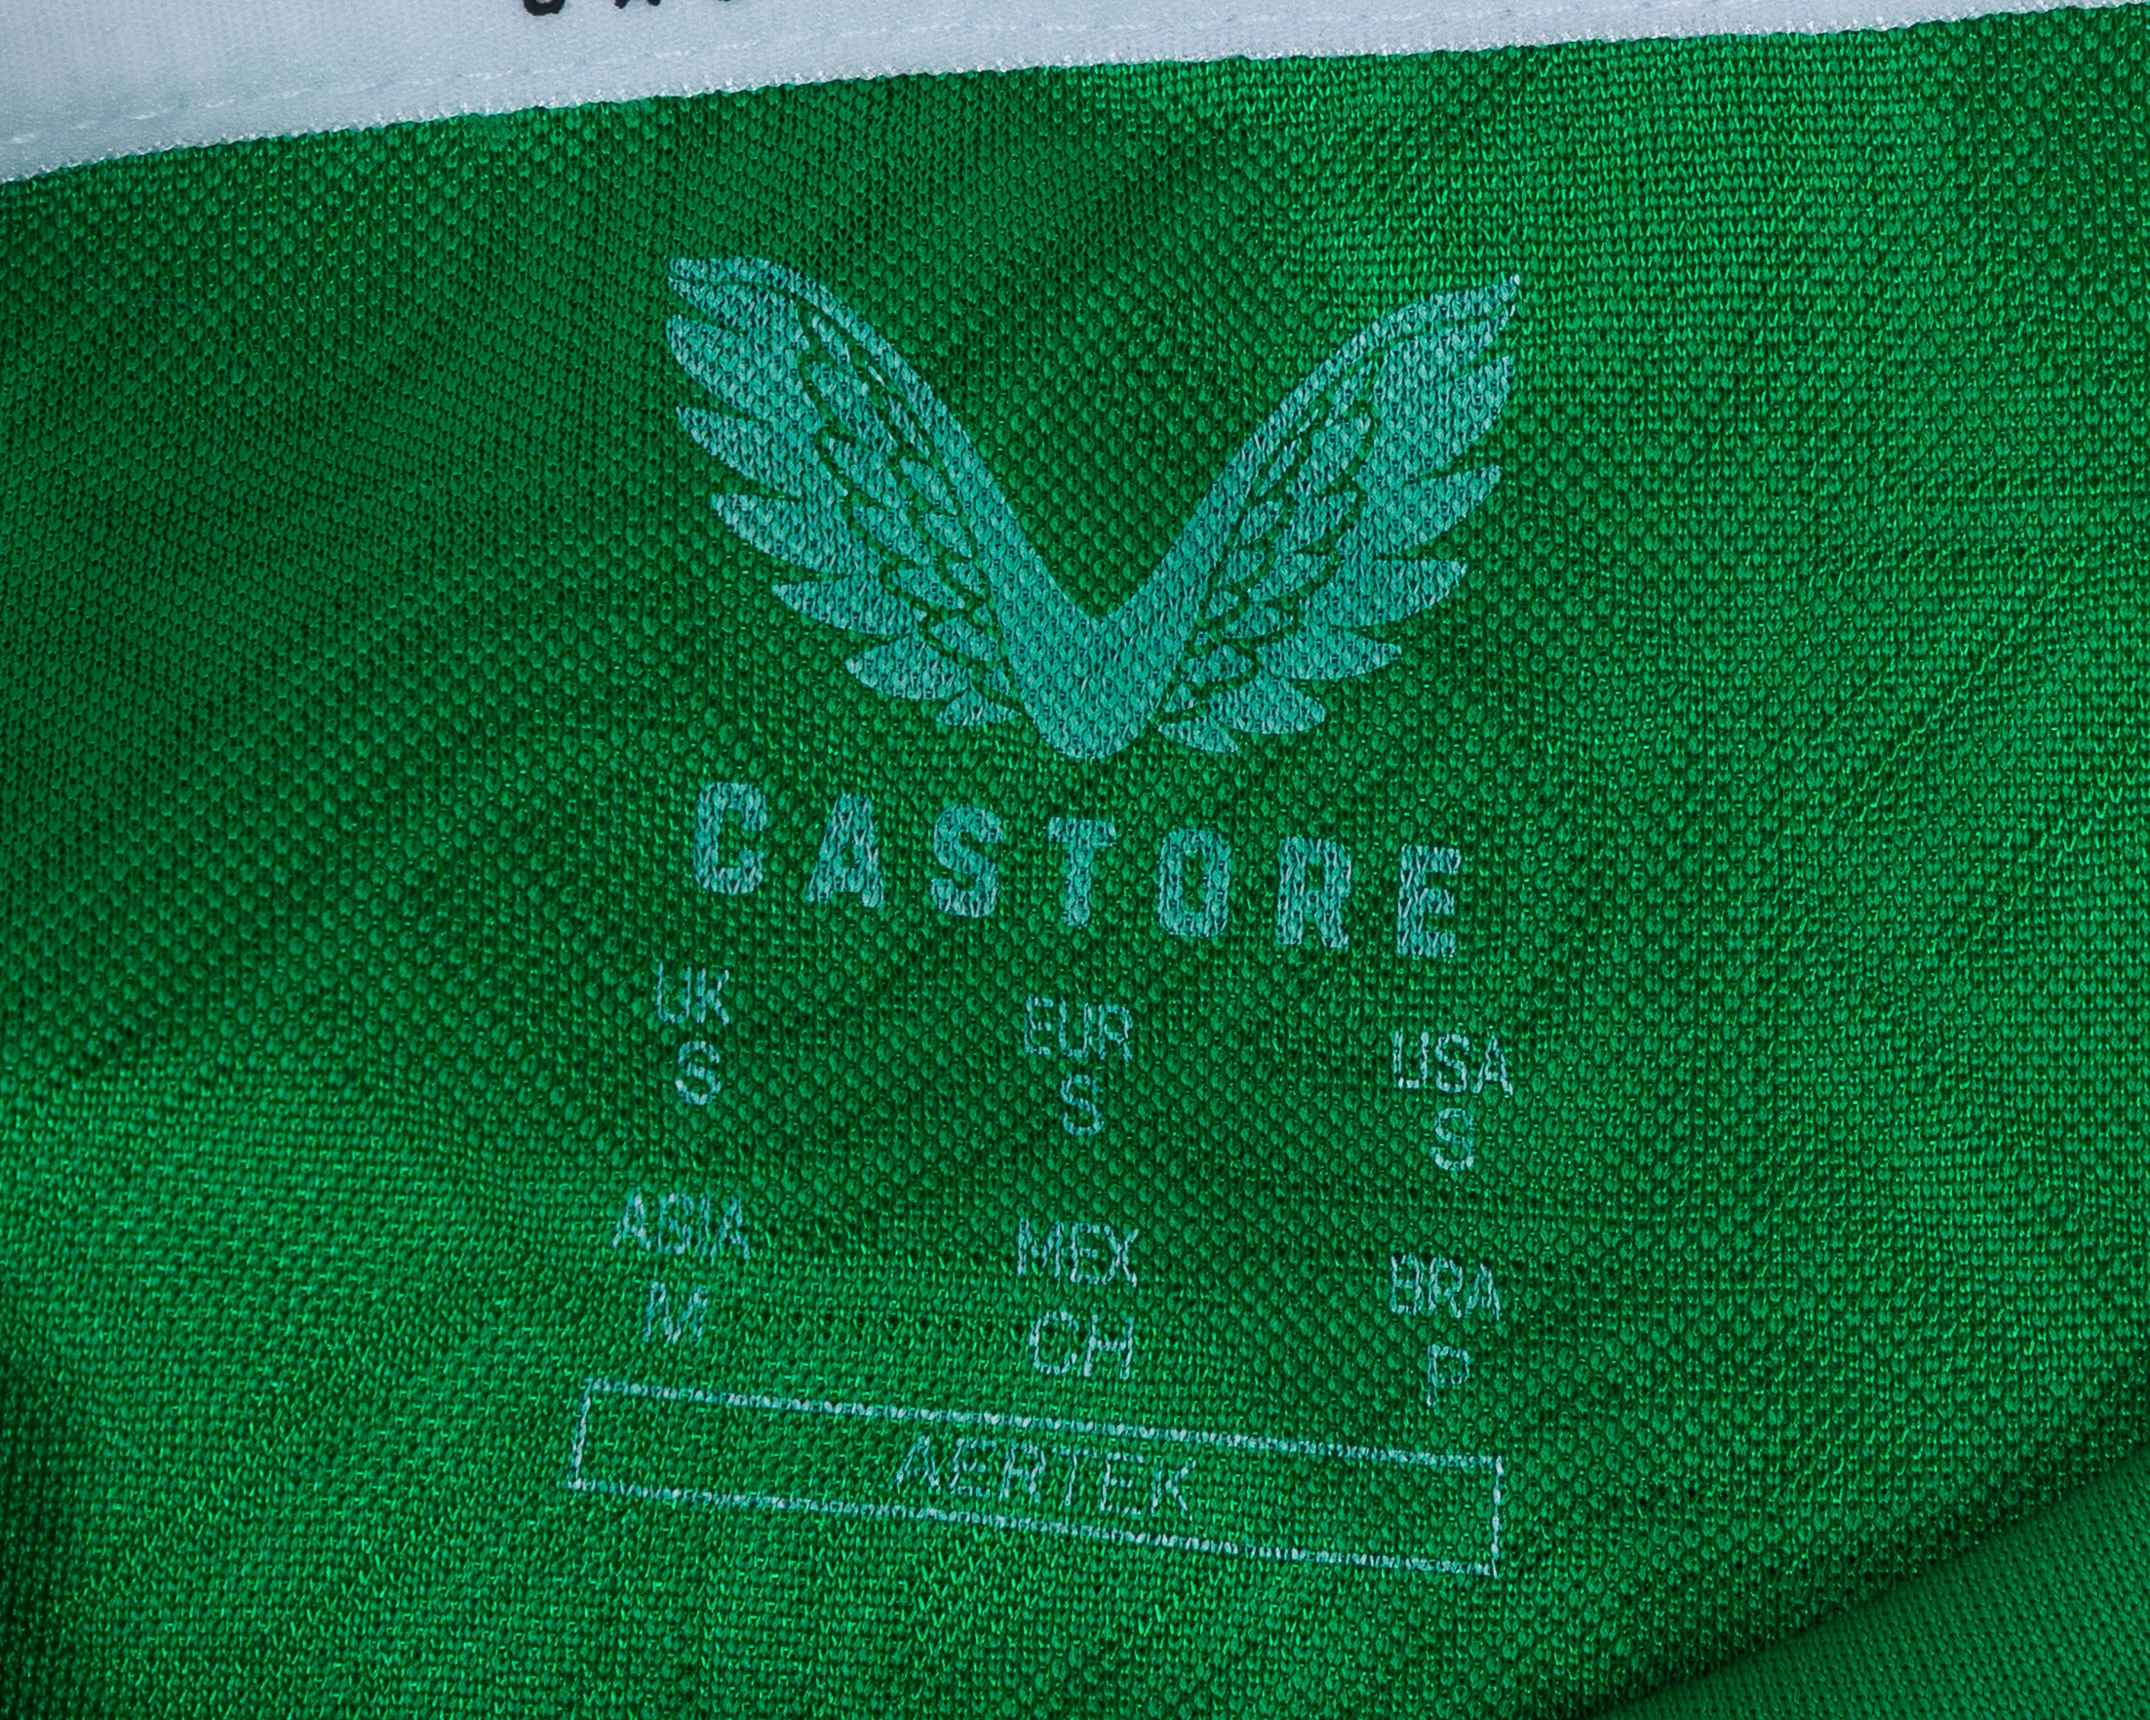 CASTORE
UK EUR USA
S S S
ASIA MEX BRA
M CH P
AERTEK